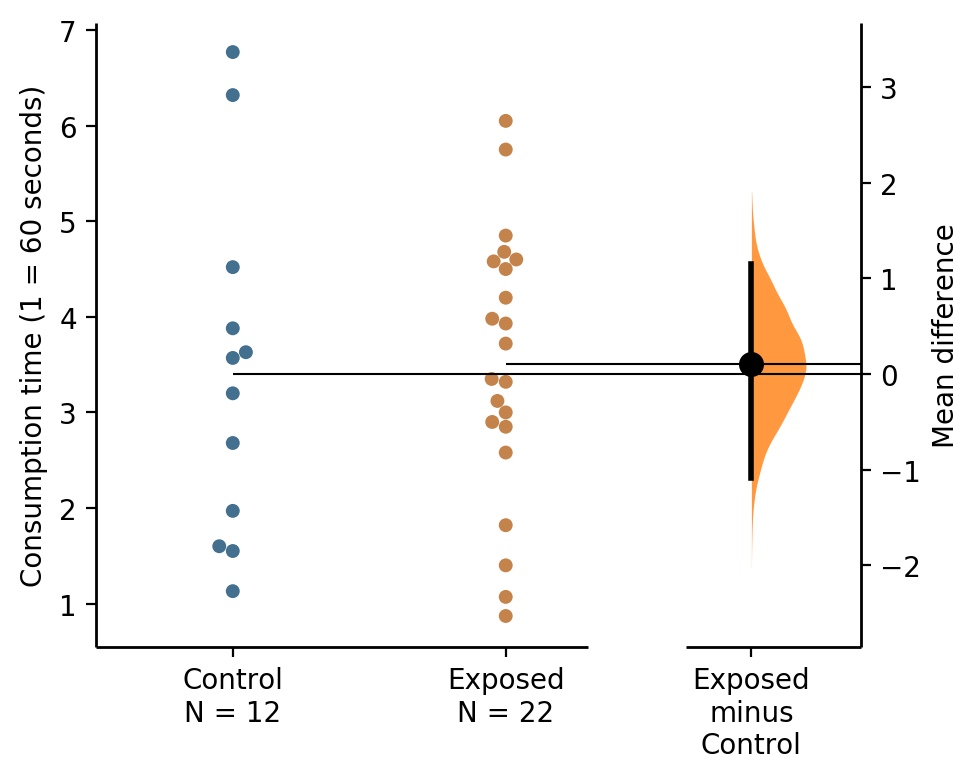 7
6
5
4
3
2
1
Consumption time (1 = 60 seconds)
Control
N = 12
Exposed
N = 22
3
2
1
0
−1
−2
Mean difference
Exposed
minus
Control